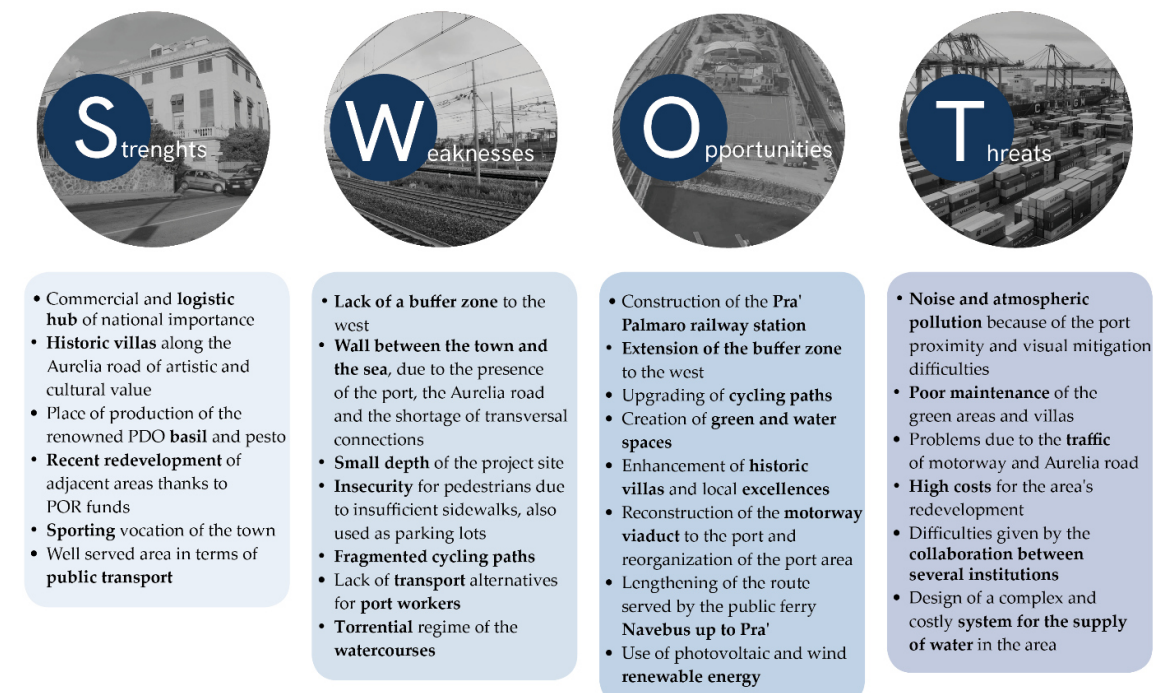 Strenghts
Weaknesses
Opportunities
Threats
• Commercial and logistic
hub of national importance
• Historic villas along the
Aurelia road of artistic and
cultural value
• Place of production of the
renowned PDO basil and pesto
• Recent redevelopment of
adjacent areas thanks to
POR funds
• Sporting vocation of the town
• Well served area in terms of
public transport
• Lack of a buffer zone to the
west
• Wall between the town and
the sea, due to the presence
of the port, the Aurelia road
and the shortage of transversal
connections
• Small depth of the project site
• Insecurity for pedestrians due
to insufficient sidewalks, also
used as parking lots
• Fragmented cycling paths
• Lack of transport alternatives
for port workers
• Torrential regime of the
watercourses
• Construction of the Pra'
Palmaro railway station
• Extension of the buffer zone
to the west
• Upgrading of cycling paths
• Creation of green and water
spaces
• Enhancement of historic
villas and local excellences
• Reconstruction of the motorway
viaduct to the port and
reorganization of the port area
• Lengthening of the route
served by the public ferry
Navebus up to Pra'
• Use of photovoltaic and wind
renewable energy
• Noise and atmospheric
pollution because of the port
proximity and visual mitigation
difficulties
• Poor maintenance of the
green areas and villas
• Problems due to the traffic
of motorway and Aurelia road
• High costs for the area's
redevelopment
• Difficulties given by the
collaboration between
several institutions
• Design of a complex and
costly system for the supply
of water in the area